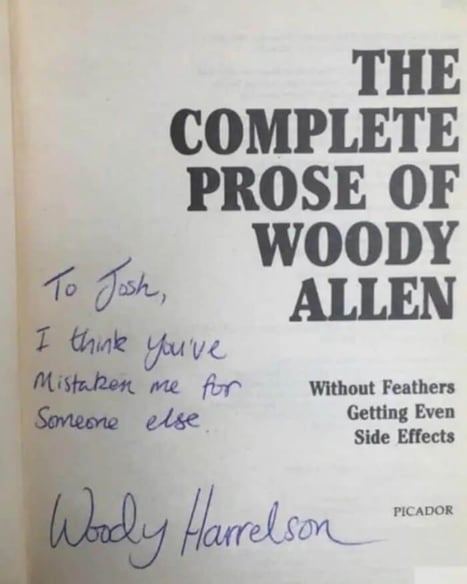 THE
COMPLETE
PROSE OF
WOODY
ALLEN
To Josh,
I think you've
Mistaken me for
Someone else.
Without Feathers
Getting Even
Side Effects
Woody Harrelson
PICADOR